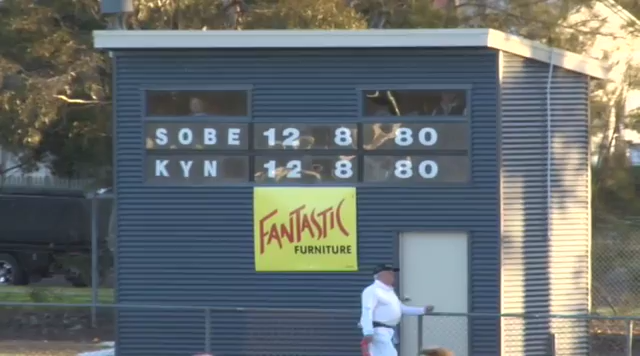 SOBE 12 8 80
KYN 12 8 80
FANTASTIC
FURNITURE